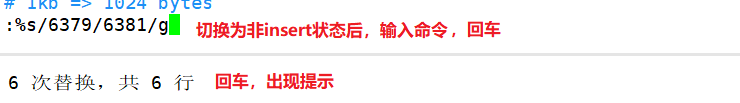 # 1kb => 1024 bytes
:%s/6379/6381/g 切换为非insert状态后，输入命令，回车
6 次替换，共 6 行 回车，出现提示